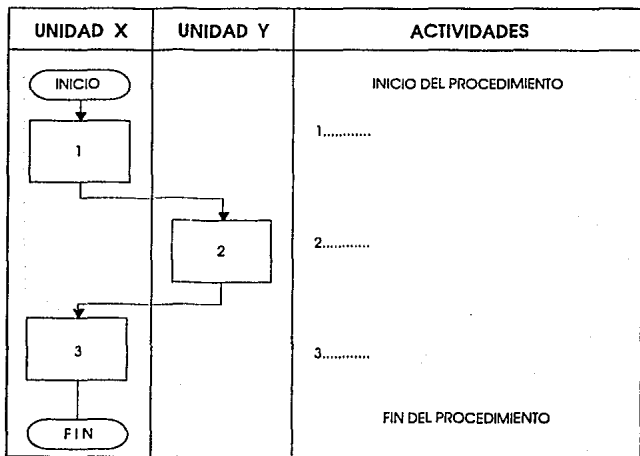 UNIDAD X UNIDAD Y ACTIVIDADES
INICIO INICIO DEL PROCEDIMIENTO
1 1............
2 2............
3 3............
FIN FIN DEL PROCEDIMIENTO